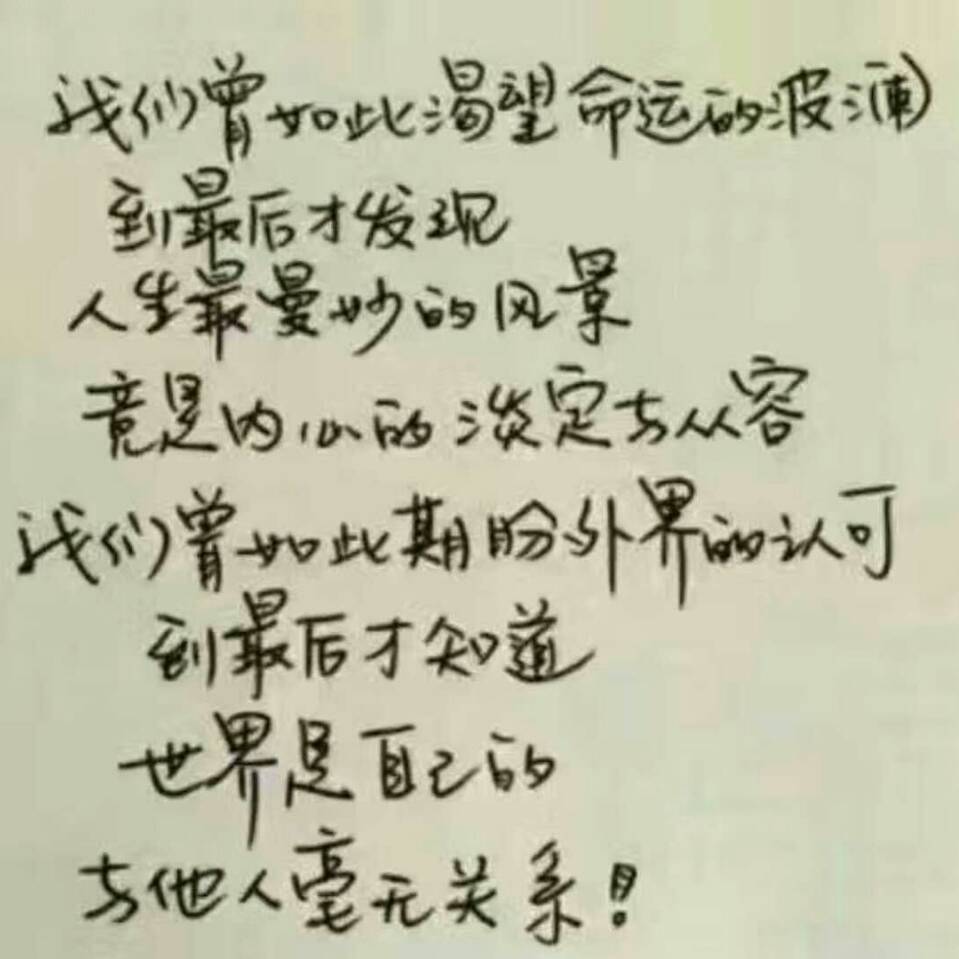 我们曾如此渴望命运的波澜
到最后才发现
人生最曼妙的风景
竟是内心的淡定与从容
我们曾如此期盼外界的认可
到最后才知道
世界是自己的
与他人毫无关系！